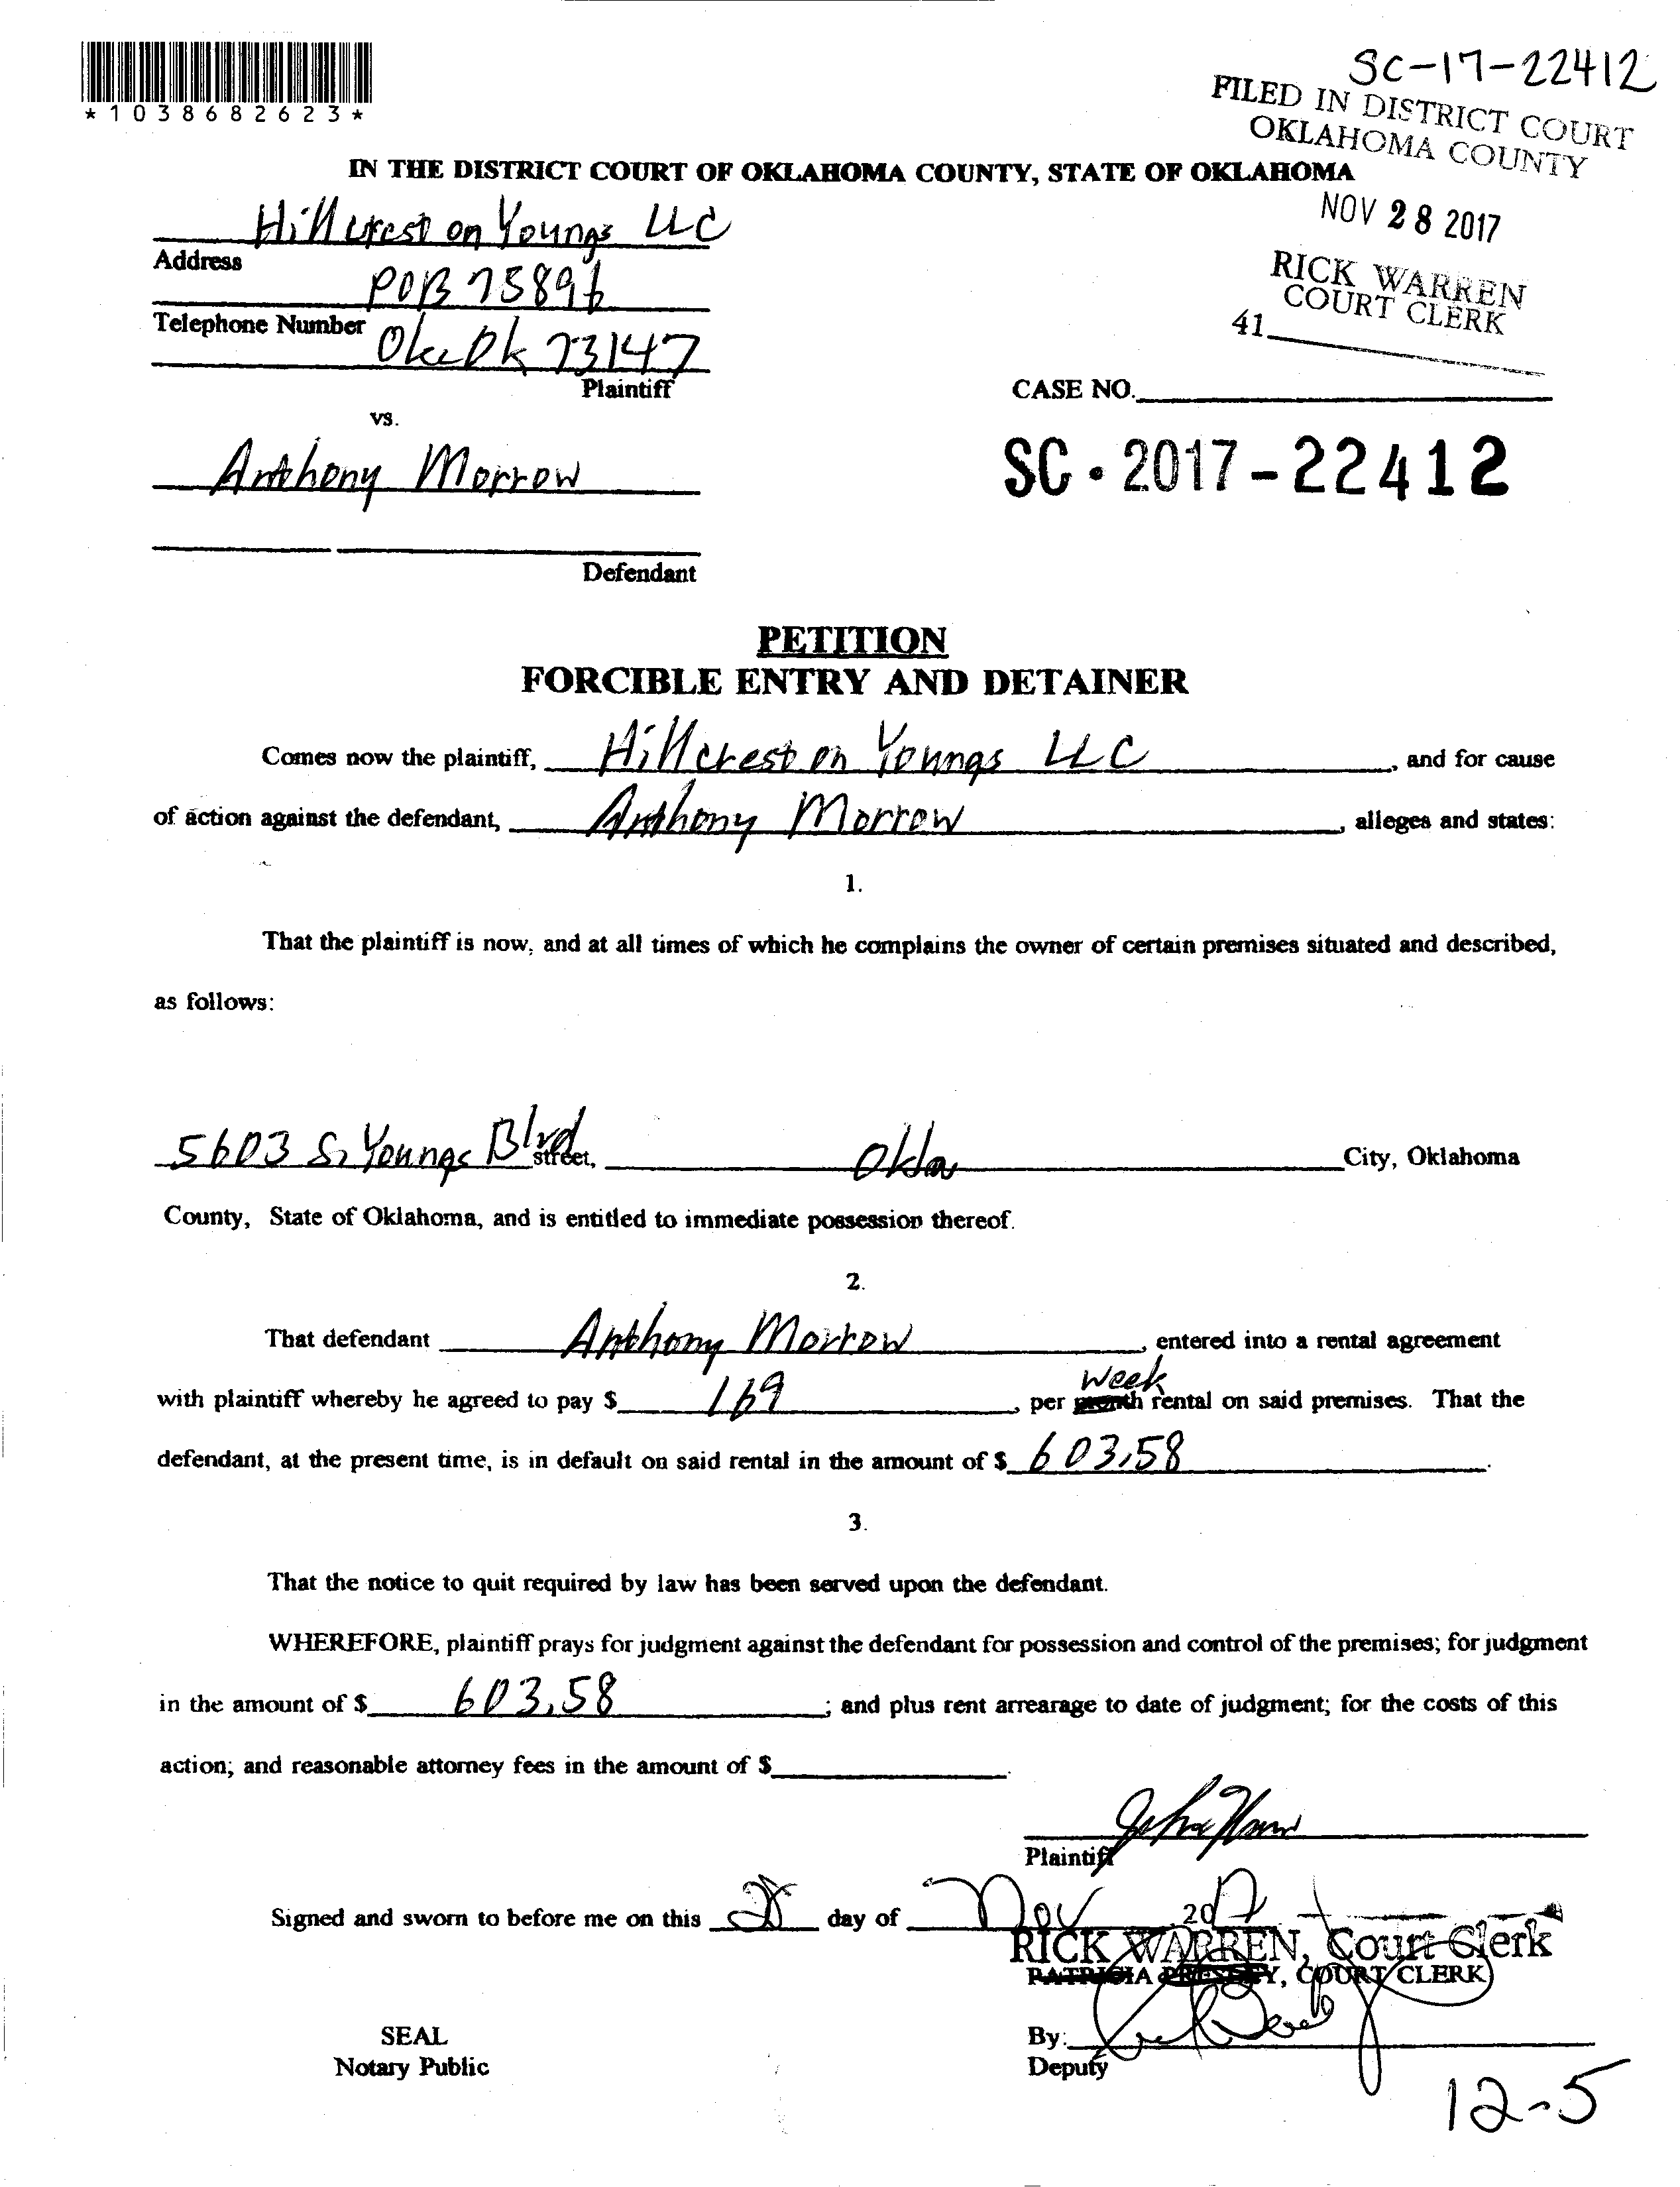 *1038682623*
SC-17-22412
FILED IN DISTRICT COURT
OKLAHOMA COUNTY
IN THE DISTRICT COURT OF OKLAHOMA COUNTY, STATE OF OKLAHOMA
NOV 28 2017
RICK WARREN
COURT CLERK
41
Hillcrest on Youngs LLC
Address
POB 75896
Telephone Number
Okc Ok 73147
Plaintiff
CASE NO.
vs.
SC-2017-22412
Anthony Morrow
Defendant
PETITION
FORCIBLE ENTRY AND DETAINER
Comes now the plaintiff, Hillcrest on Youngs LLC, and for cause
of action against the defendant, Anthony Morrow, alleges and states:
1.
That the plaintiff is now, and at all times of which he complains the owner of certain premises situated and described,
as follows:
5603 S. Youngs Blvd street, Okla City, Oklahoma
County, State of Oklahoma, and is entitled to immediate possession thereof.
2.
That defendant Anthony Morrow, entered into a rental agreement
week
with plaintiff whereby he agreed to pay $ 169, per month rental on said premises. That the
defendant, at the present time, is in default on said rental in the amount of $ 603.58.
3.
That the notice to quit required by law has been served upon the defendant.
WHEREFORE, plaintiff prays for judgment against the defendant for possession and control of the premises; for judgment
in the amount of $ 603.58; and plus rent arrearage to date of judgment; for the costs of this
action; and reasonable attorney fees in the amount of $.
Plaintiff
Signed and sworn to before me on this 28 day of Nov, 2017
RICK WARREN, Court Clerk
PATRICIA PRESLEY, COURT CLERK
SEAL
By:
Notary Public
Deputy
12-5